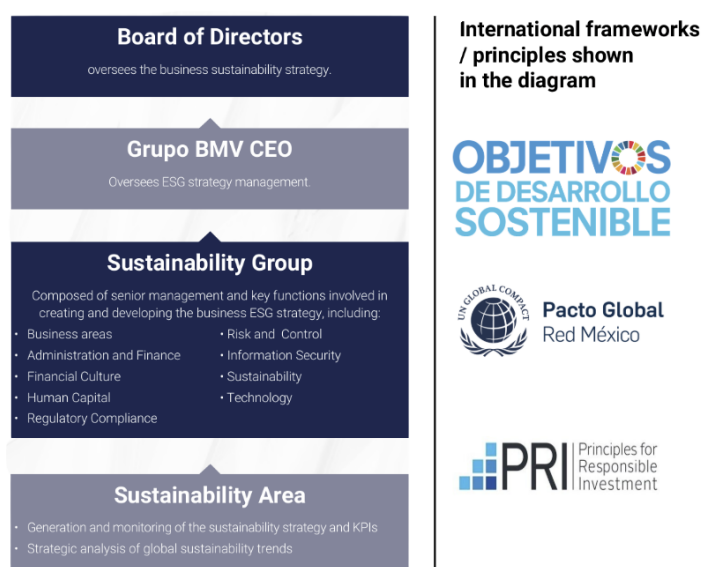 Board of Directors
oversees the business sustainability strategy.
Grupo BMV CEO
Oversees ESG strategy management.
Sustainability Group
Composed of senior management and key functions involved in
creating and developing the business ESG strategy, including:
• Business areas
• Administration and Finance
• Financial Culture
• Human Capital
• Regulatory Compliance
• Risk and Control
• Information Security
• Sustainability
• Technology
Sustainability Area
• Generation and monitoring of the sustainability strategy and KPIs
• Strategic analysis of global sustainability trends
International frameworks
/ principles shown
in the diagram
OBJETIVOS
DE DESARROLLO
SOSTENIBLE
UN GLOBAL COMPACT
Pacto Global
Red México
PRI
Principles for
Responsible
Investment